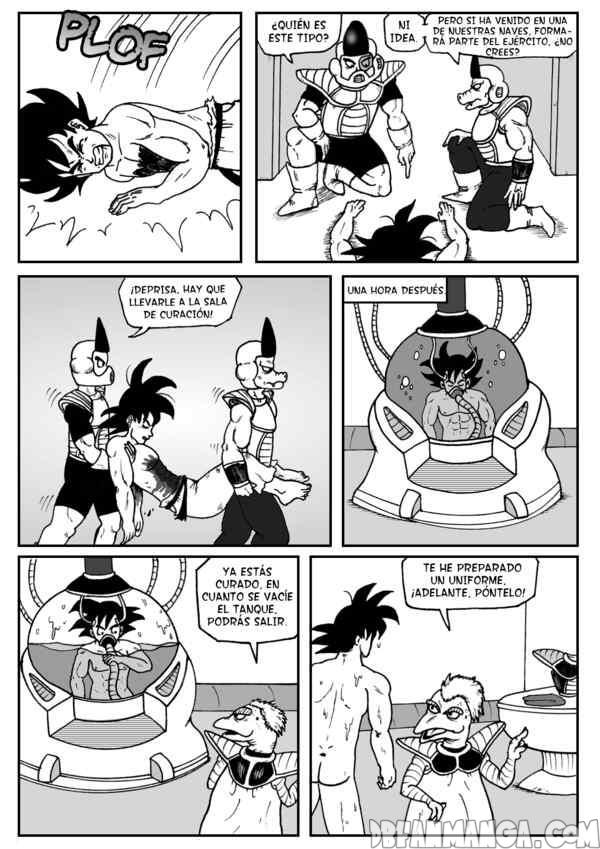 PLOF
¿QUIÉN ES
ESTE TIPO?
NI
IDEA.
PERO SI HA VENIDO EN UNA
DE NUESTRAS NAVES, FORMA-
RÁ PARTE DEL EJÉRCITO, ¿NO
CREES?
¡DEPRISA, HAY QUE
LLEVARLE A LA SALA
DE CURACIÓN!
UNA HORA DESPUÉS.
YA ESTÁS
CURADO, EN
CUANTO SE VACÍE
EL TANQUE,
PODRÁS SALIR.
TE HE PREPARADO
UN UNIFORME,
¡ADELANTE, PÓNTELO!
DBFANMANGA.COM